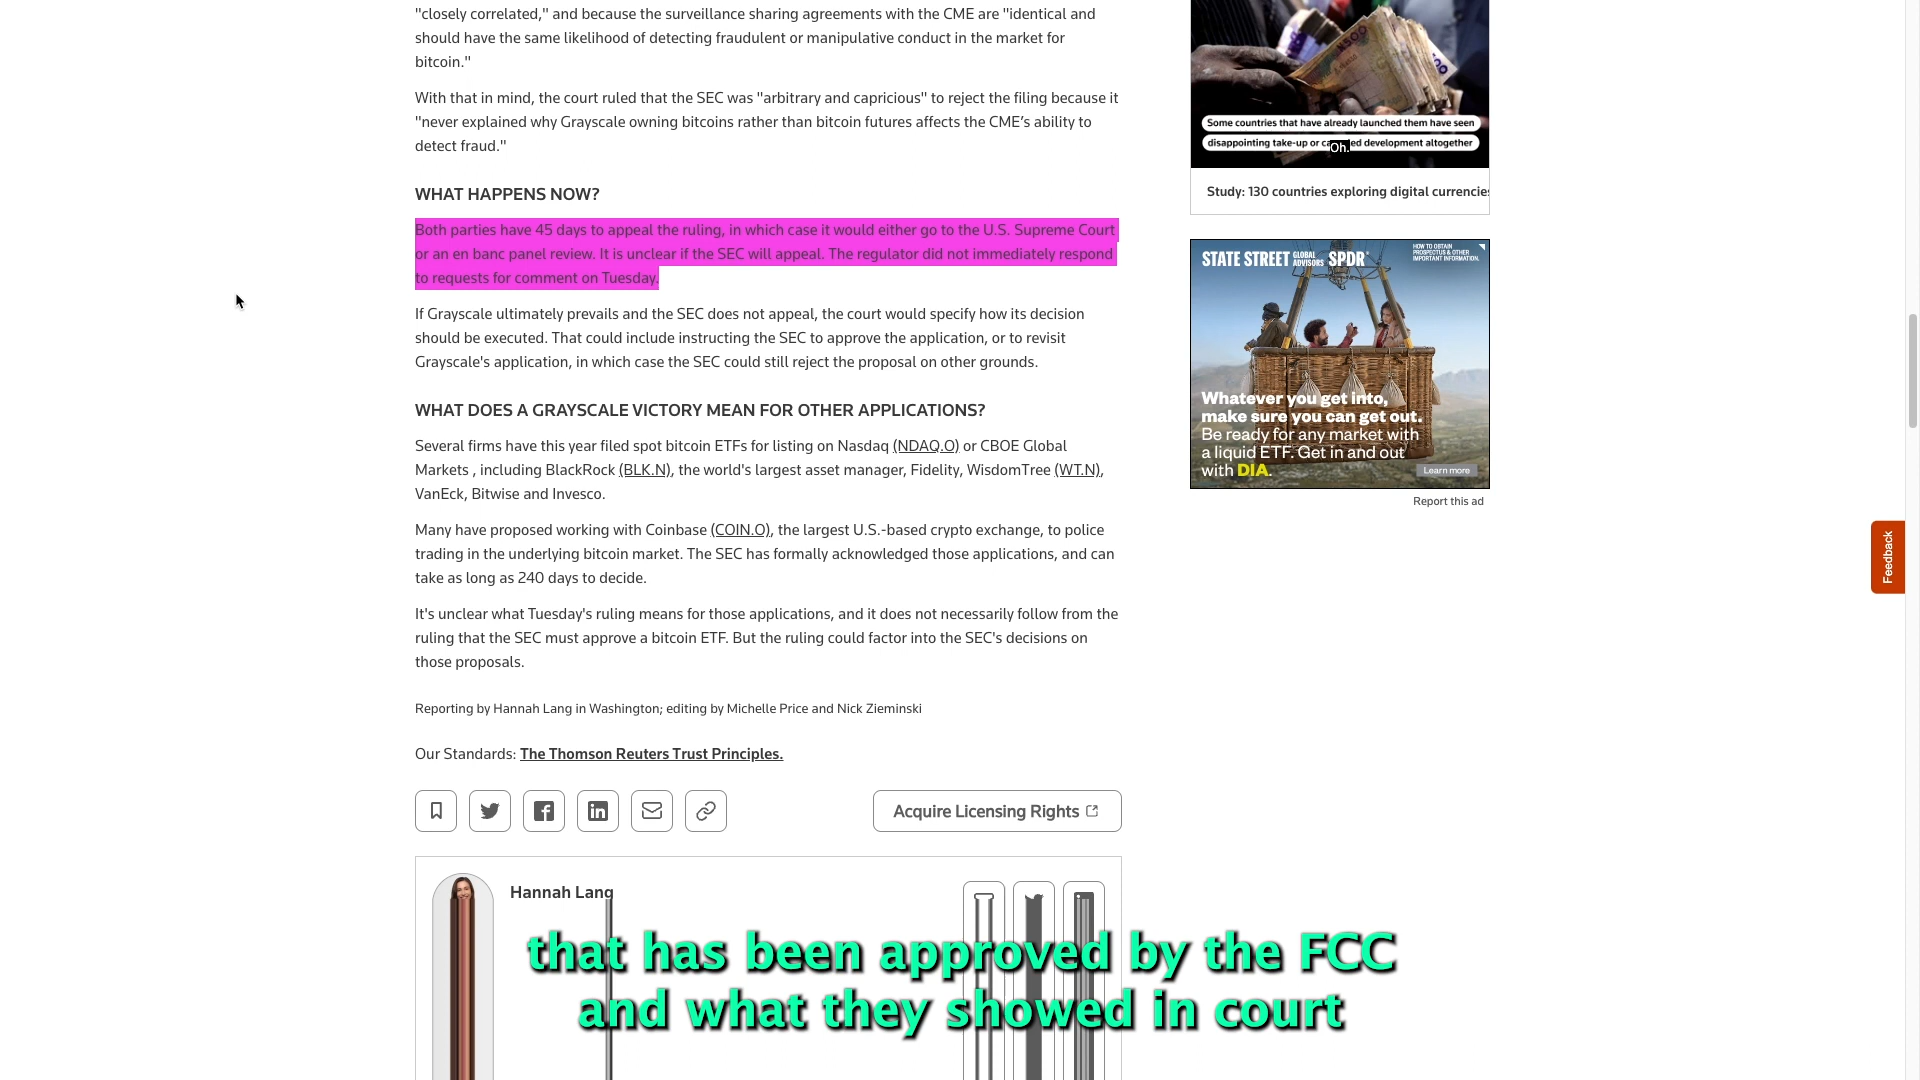 "closely correlated," and because the surveillance sharing agreements with the CME are "identical and
should have the same likelihood of detecting fraudulent or manipulative conduct in the market for
bitcoin."
With that in mind, the court ruled that the SEC was "arbitrary and capricious" to reject the filing because it
"never explained why Grayscale owning bitcoins rather than bitcoin futures affects the CME’s ability to
detect fraud."
WHAT HAPPENS NOW?
Both parties have 45 days to appeal the ruling, in which case it would either go to the U.S. Supreme Court
or an en banc panel review. It is unclear if the SEC will appeal. The regulator did not immediately respond
to requests for comment on Tuesday.
If Grayscale ultimately prevails and the SEC does not appeal, the court would specify how its decision
should be executed. That could include instructing the SEC to approve the application, or to revisit
Grayscale's application, in which case the SEC could still reject the proposal on other grounds.
WHAT DOES A GRAYSCALE VICTORY MEAN FOR OTHER APPLICATIONS?
Several firms have this year filed spot bitcoin ETFs for listing on Nasdaq (NDAQ.O) or CBOE Global
Markets , including BlackRock (BLK.N), the world's largest asset manager, Fidelity, WisdomTree (WT.N),
VanEck, Bitwise and Invesco.
Many have proposed working with Coinbase (COIN.O), the largest U.S.-based crypto exchange, to police
trading in the underlying bitcoin market. The SEC has formally acknowledged those applications, and can
take as long as 240 days to decide.
It's unclear what Tuesday's ruling means for those applications, and it does not necessarily follow from the
ruling that the SEC must approve a bitcoin ETF. But the ruling could factor into the SEC's decisions on
those proposals.
Reporting by Hannah Lang in Washington; editing by Michelle Price and Nick Zieminski
Our Standards: The Thomson Reuters Trust Principles.
Acquire Licensing Rights
Hannah Lang
Some countries that have already launched them have seen
disappointing take-up or development altogether
Oh.
Study: 130 countries exploring digital currencies
STATE STREET GLOBAL ADVISORS SPDR
HOW TO OBTAIN
PROSPECTUS & OTHER
IMPORTANT INFORMATION.
Whatever you get into,
make sure you can get out.
Be ready for any market with
a liquid ETF. Get in and out
with DIA.
Learn more
Report this ad
Feedback
that has been approved by the FCC
and what they showed in court